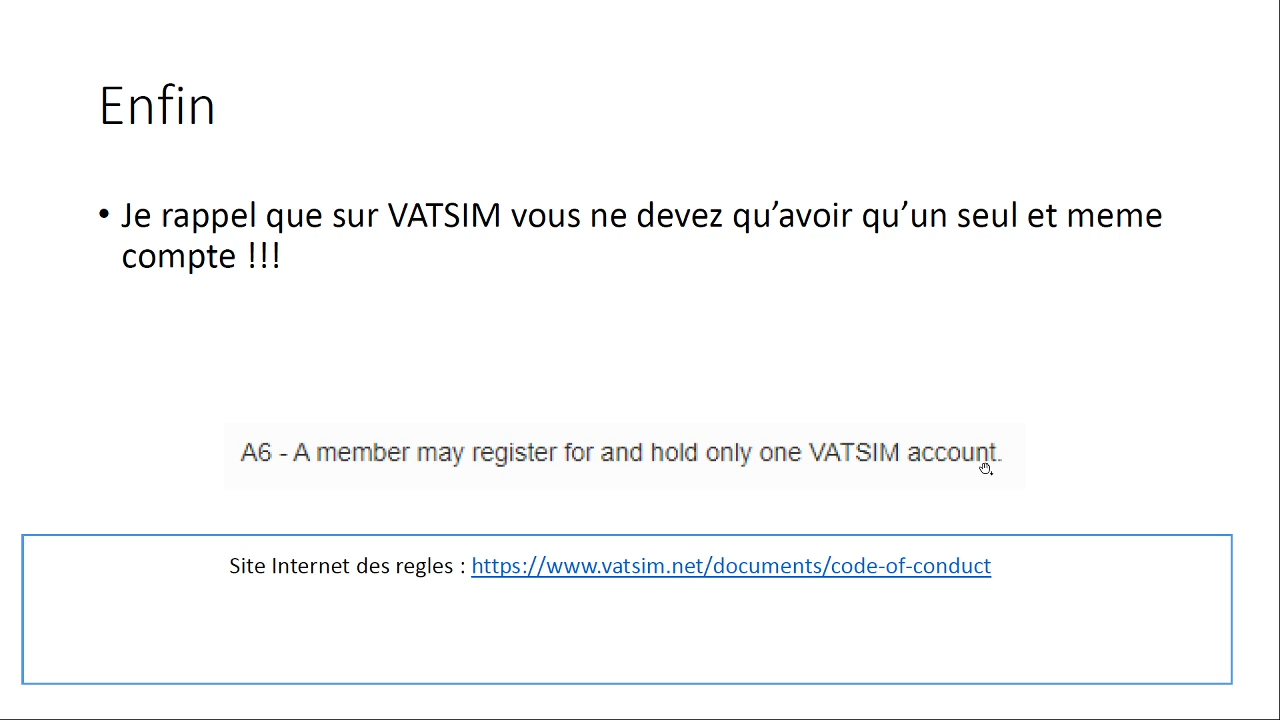 Enfin
• Je rappel que sur VATSIM vous ne devez qu’avoir qu’un seul et meme
compte !!!
A6 - A member may register for and hold only one VATSIM account.
Site Internet des regles : https://www.vatsim.net/documents/code-of-conduct